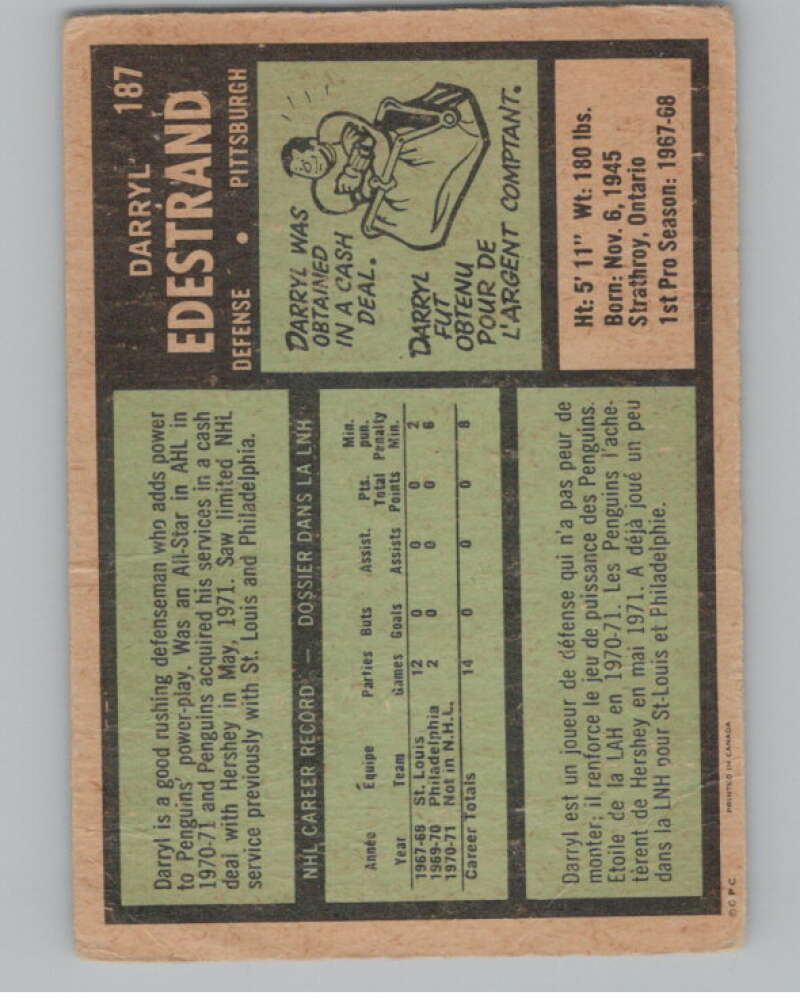 DARRYL 187
EDESTRAND
DEFENSE • PITTSBURGH
Darryl is a good rushing defenseman who adds power
to Penguins' power-play. Was an All-Star in AHL in
1970-71 and Penguins acquired his services in a cash
deal with Hershey in May, 1971. Saw limited NHL
service previously with St. Louis and Philadelphia.
DARRYL WAS
OBTAINED
IN A CASH
DEAL.
DARRYL
FUT
OBTENU
POUR DE
L'ARGENT COMPTANT.
NHL CAREER RECORD — DOSSIER DANS LA LNH
Année Équipe Parties Buts Assist. Pts. Min. pun.
Year Team Games Goals Assists Total Points Penalty Min.
1967-68 St. Louis 12 0 0 0 2
1969-70 Philadelphia 2 0 0 0 6
1970-71 Not in N.H.L.
Career Totals 14 0 0 0 8
Ht: 5' 11" Wt: 180 lbs.
Born: Nov. 6, 1945
Strathroy, Ontario
1st Pro Season: 1967-68
Darryl est un joueur de défense qui n'a pas peur de
monter; il renforce le jeu de puissance des Penguins.
Etoile de la LAH en 1970-71. Les Penguins l'ache-
tèrent de Hershey en mai 1971. A déjà joué un peu
dans la LNH pour St-Louis et Philadelphie.
© C P C PRINTED IN CANADA